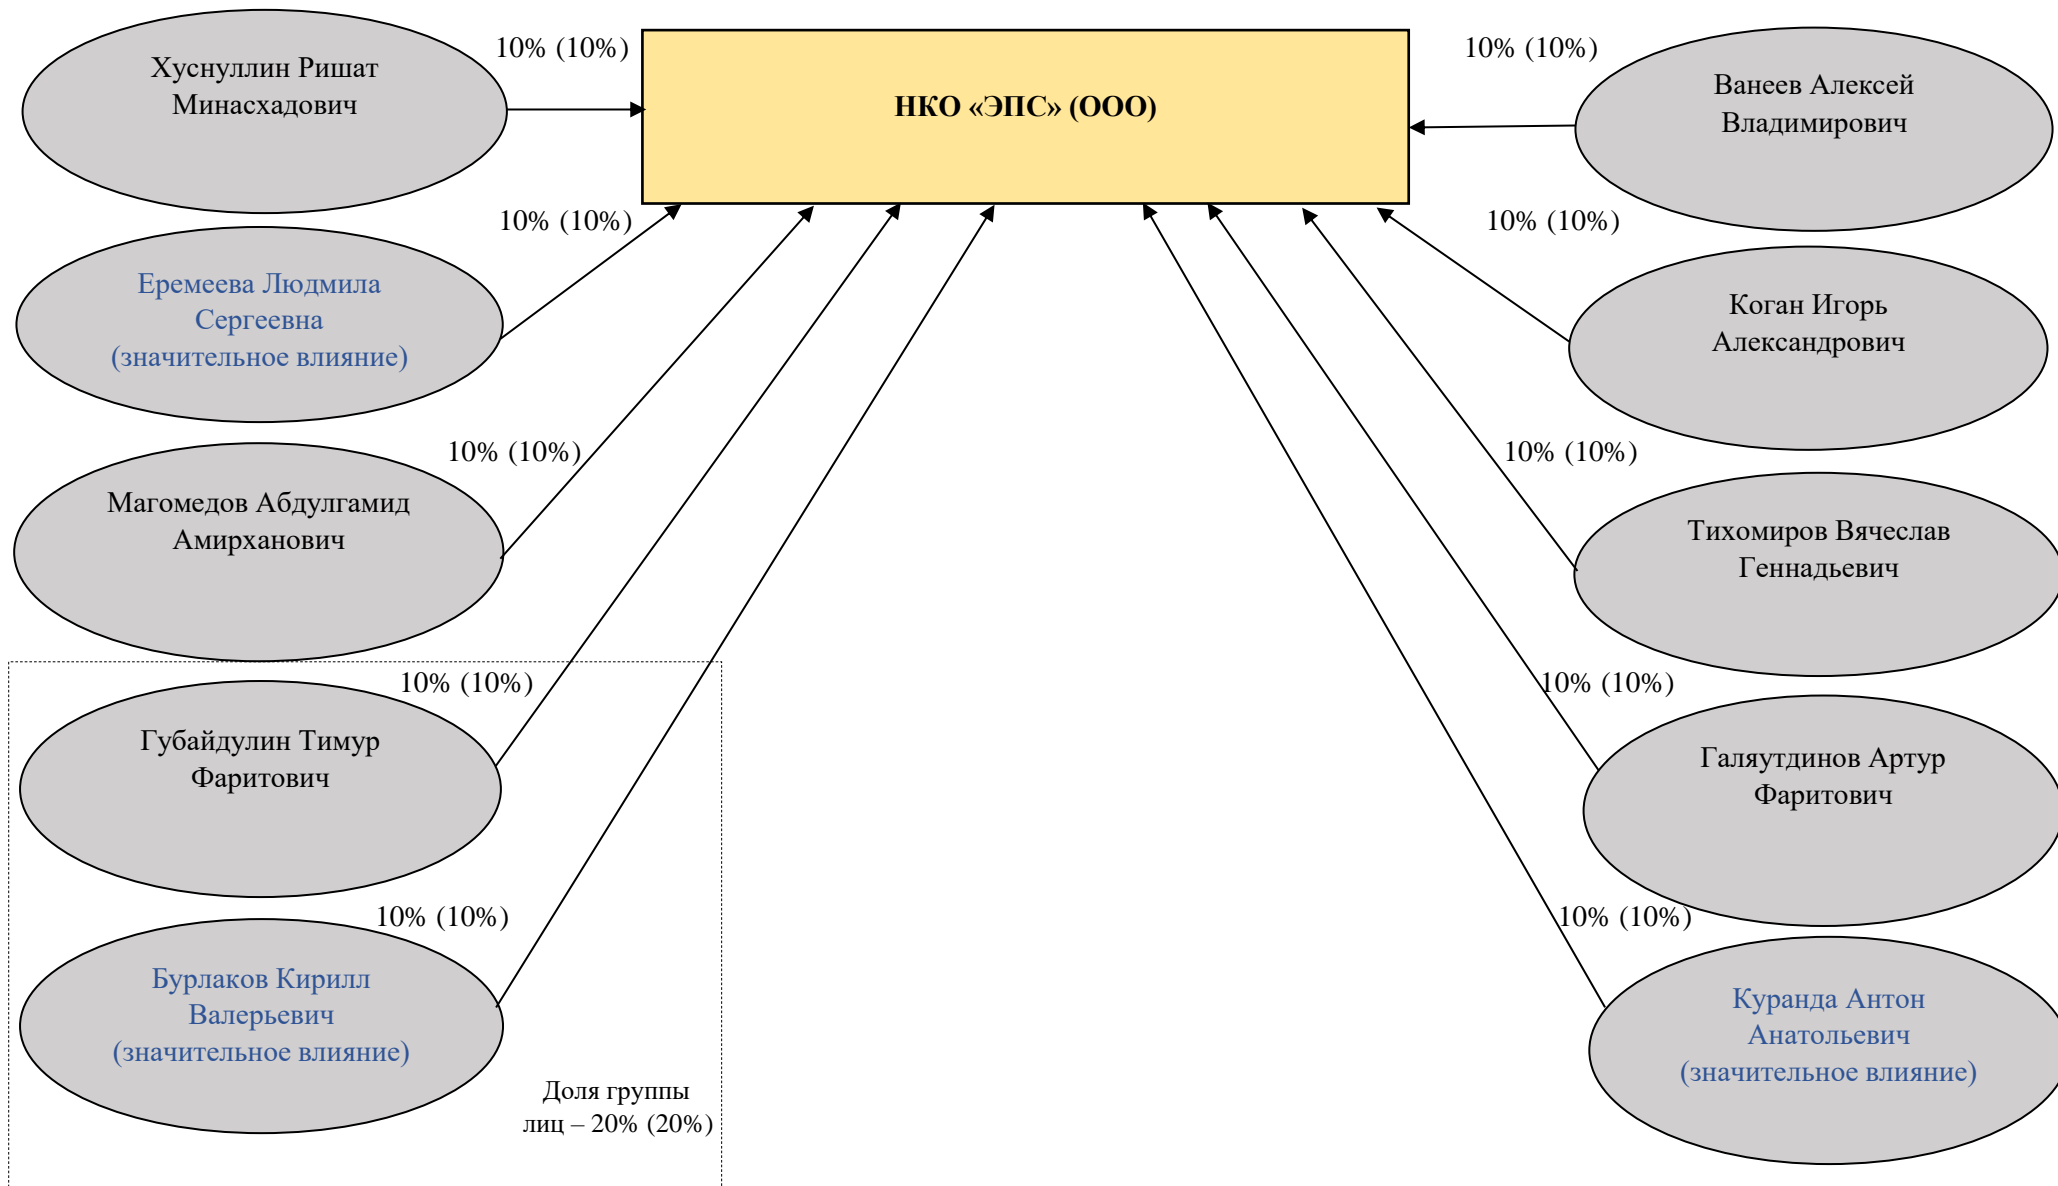 Хуснуллин Ришат
Минасхадович
10% (10%)
НКО «ЭПС» (ООО)
10% (10%)
Ванеев Алексей
Владимирович
Еремеева Людмила
Сергеевна
(значительное влияние)
10% (10%)
10% (10%)
Коган Игорь
Александрович
Магомедов Абдулгамид
Амирханович
10% (10%)
10% (10%)
Тихомиров Вячеслав
Геннадьевич
Губайдулин Тимур
Фаритович
10% (10%)
10% (10%)
Галяутдинов Артур
Фаритович
Бурлаков Кирилл
Валерьевич
(значительное влияние)
10% (10%)
Доля группы
лиц – 20% (20%)
10% (10%)
Куранда Антон
Анатольевич
(значительное влияние)